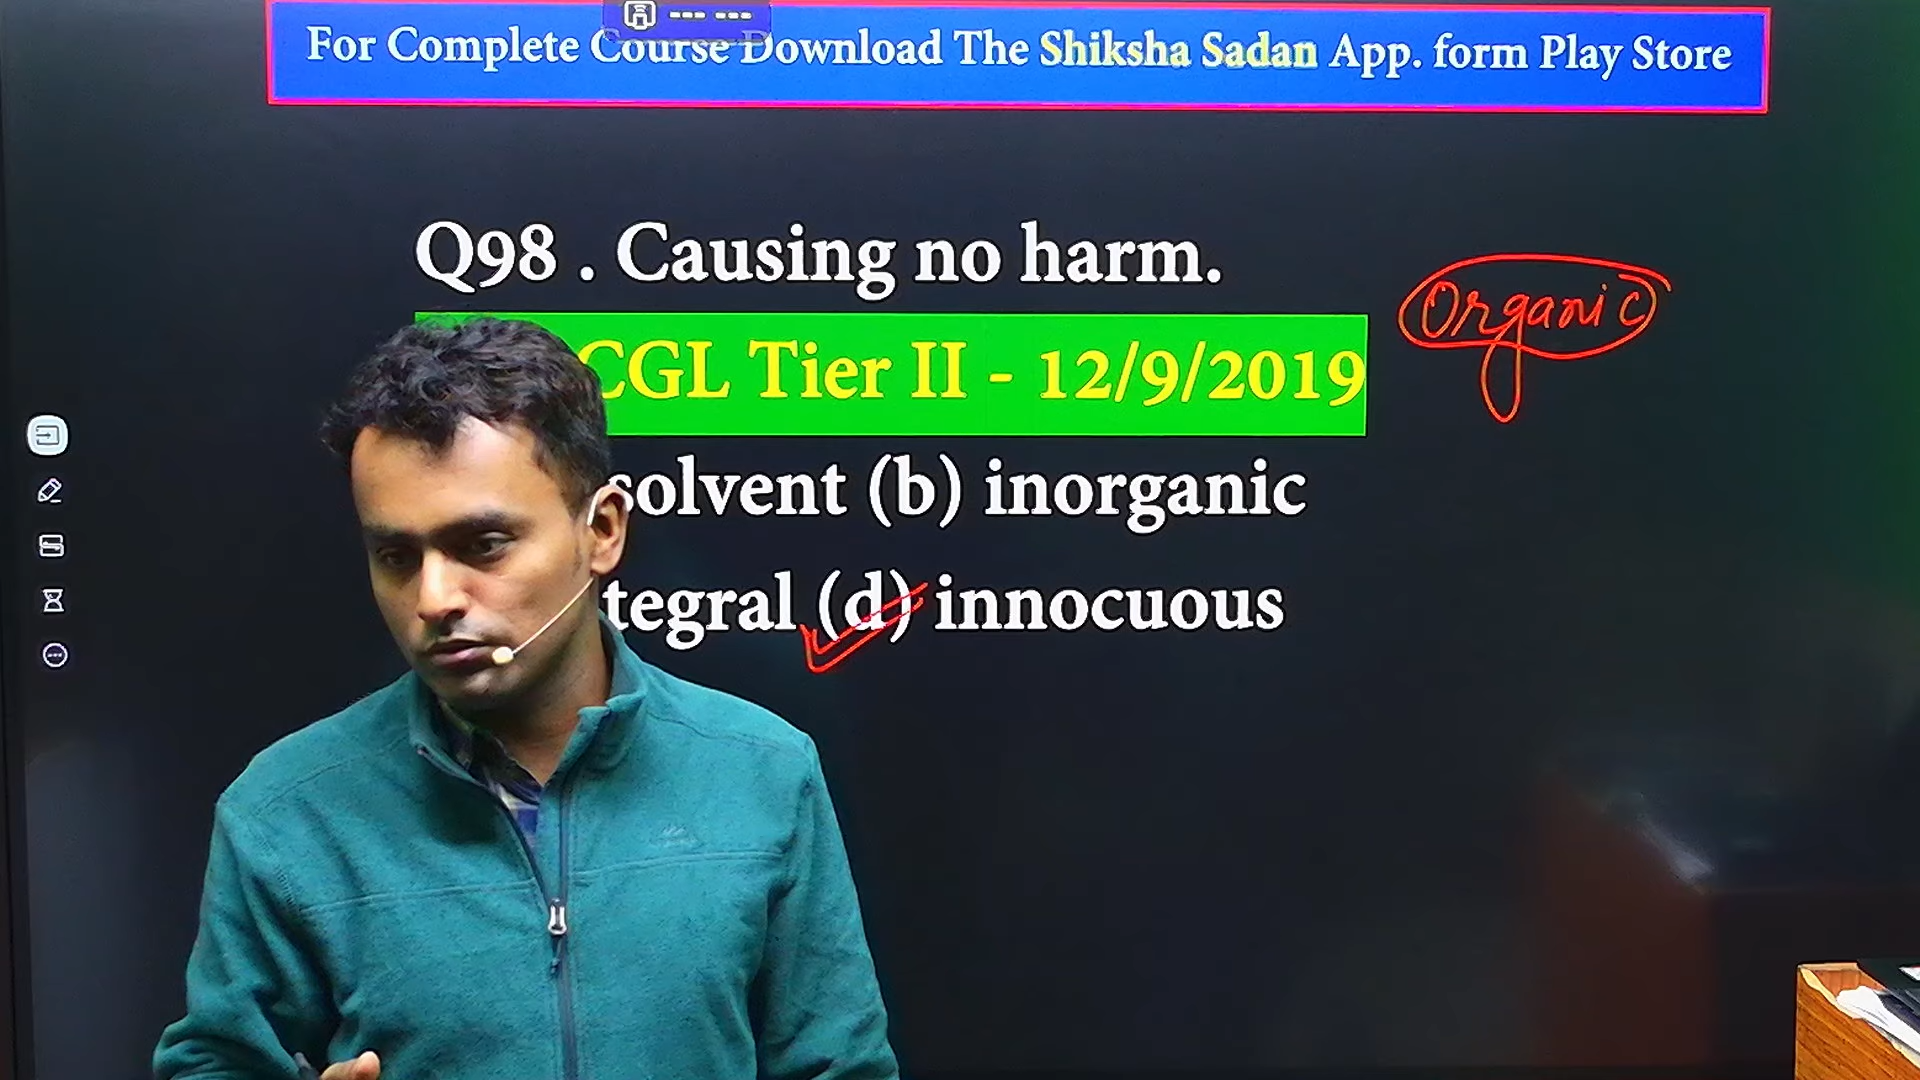 For Complete Course Download The Shiksha Sadan App. form Play Store
Q98 . Causing no harm.
Organic
CGL Tier II - 12/9/2019
solvent (b) inorganic
tegral (d) innocuous